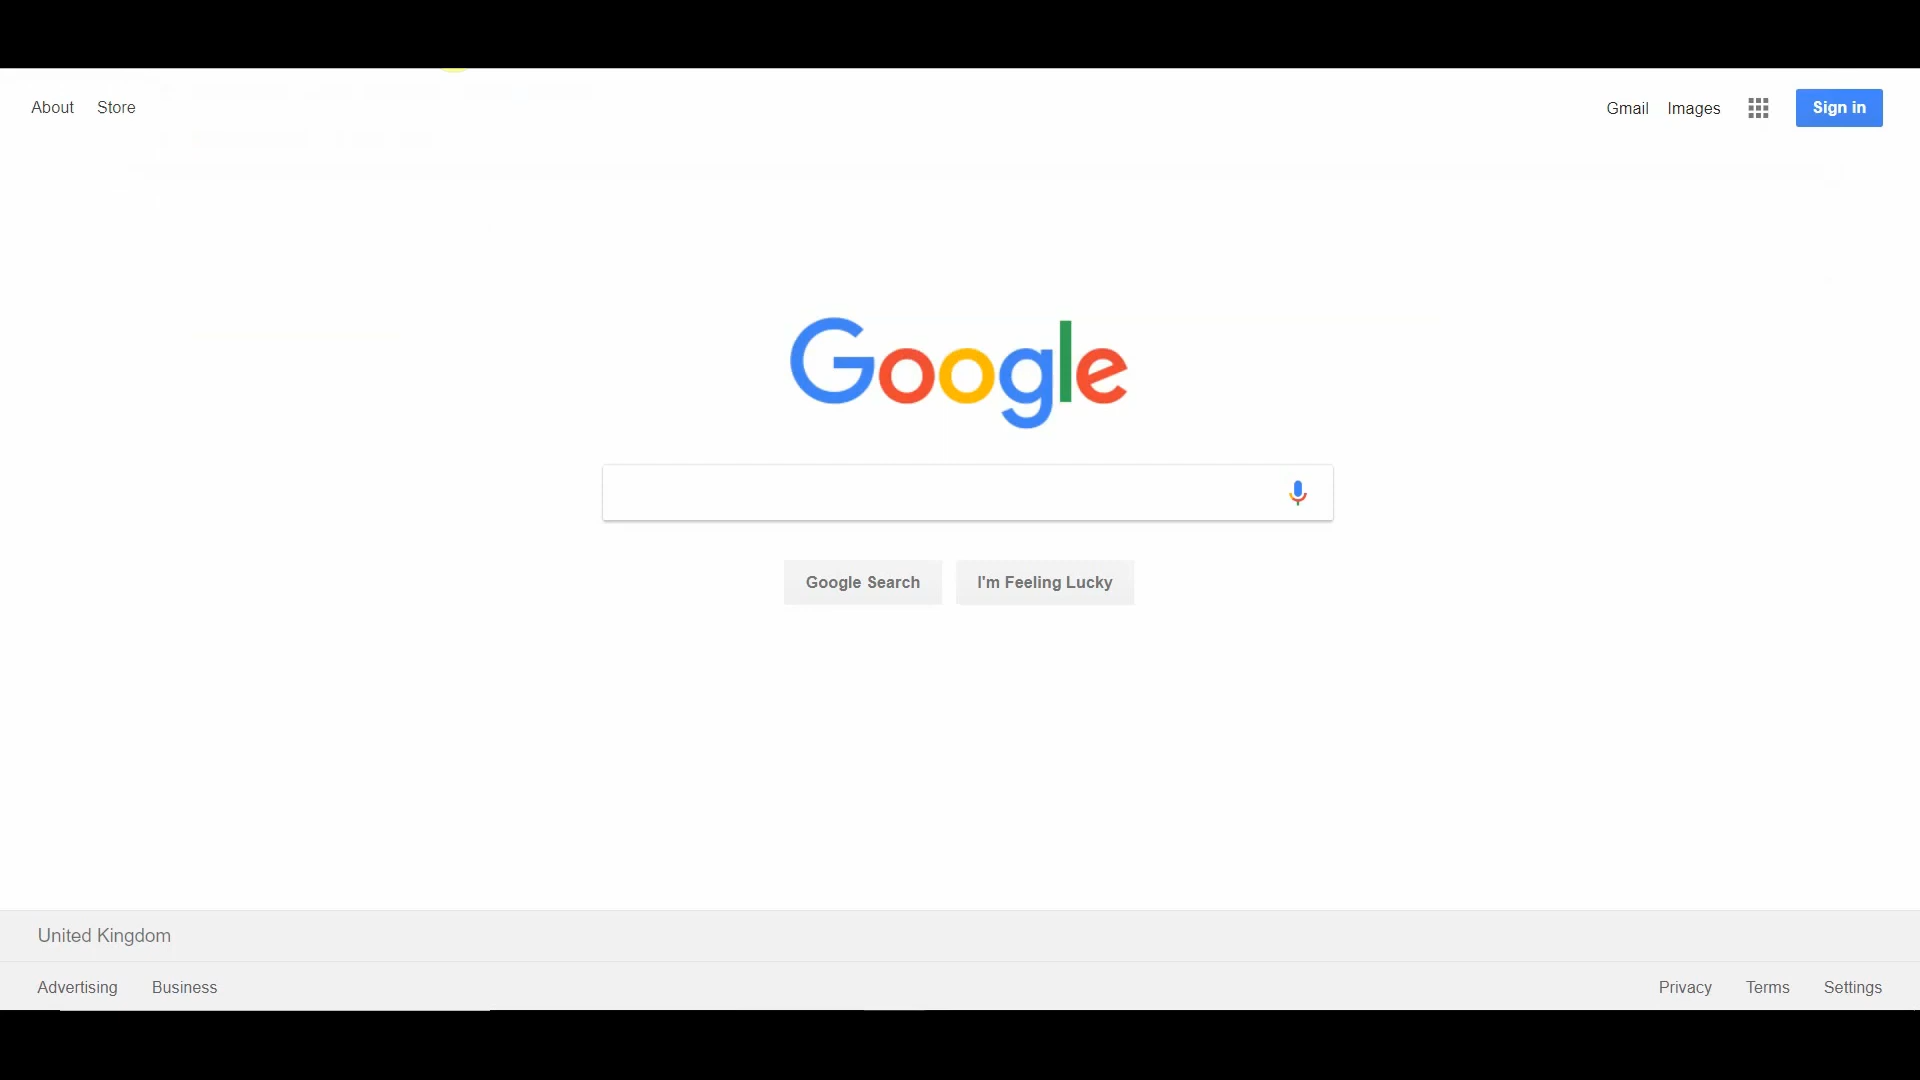 About Store Gmail Images Sign in
Google
Google Search I'm Feeling Lucky
United Kingdom
Advertising Business Privacy Terms Settings